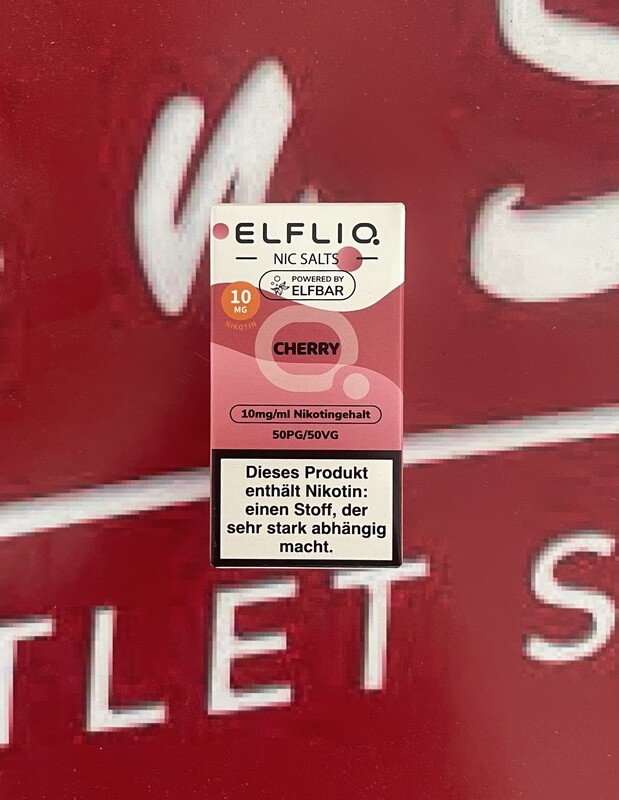 ELFLIQ
NIC SALTS
POWERED BY
ELFBAR
10
MG
NIKOTIN
CHERRY
10mg/ml Nikotingehalt
50PG/50VG
Dieses Produkt
enthält Nikotin:
einen Stoff, der
sehr stark abhängig
macht.
TLET S